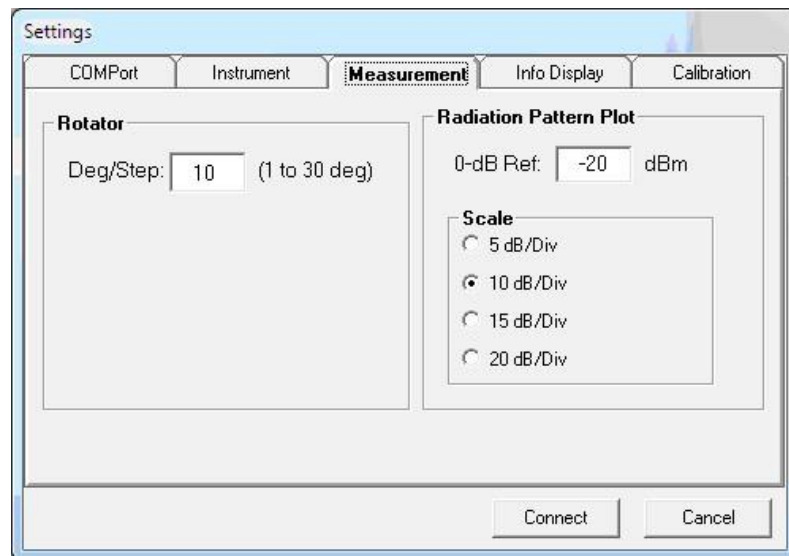 Settings
COMPort Instrument Measurement Info Display Calibration
Rotator
Deg/Step: 10 (1 to 30 deg)
Radiation Pattern Plot
0-dB Ref: -20 dBm
Scale
5 dB/Div
10 dB/Div
15 dB/Div
20 dB/Div
Connect Cancel